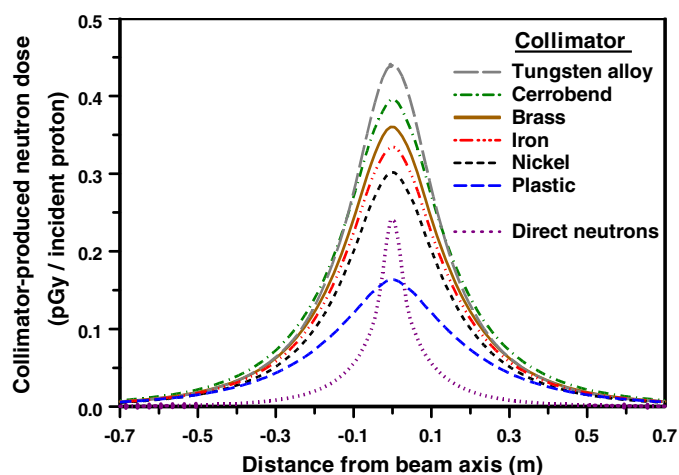 Collimator-produced neutron dose
(pGy / incident proton)
0.5
0.4
0.3
0.2
0.1
0.0
Collimator
Tungsten alloy
Cerrobend
Brass
Iron
Nickel
Plastic
Direct neutrons
-0.7 -0.5 -0.3 -0.1 0.1 0.3 0.5 0.7
Distance from beam axis (m)